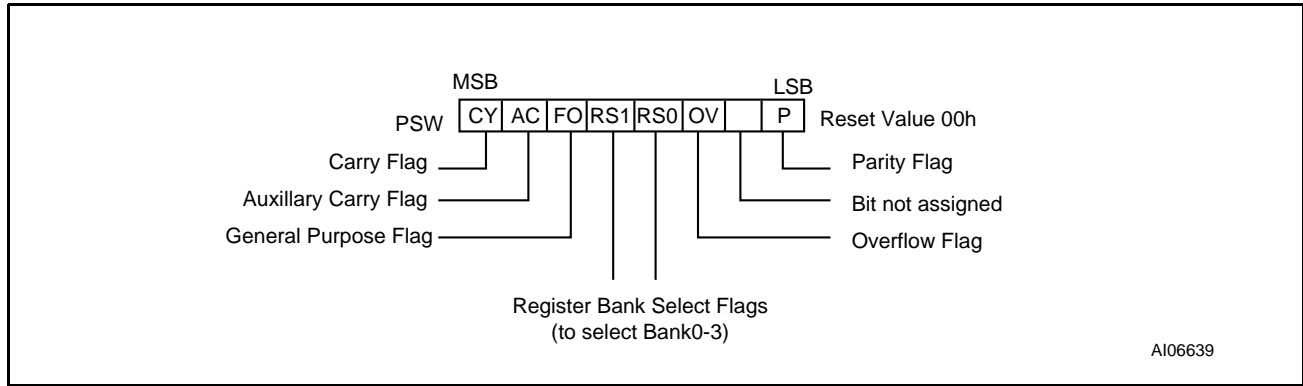 MSB LSB
PSW CY AC FO RS1 RS0 OV P Reset Value 00h
Carry Flag Parity Flag
Auxillary Carry Flag Bit not assigned
General Purpose Flag Overflow Flag
Register Bank Select Flags
(to select Bank0-3)
AI06639